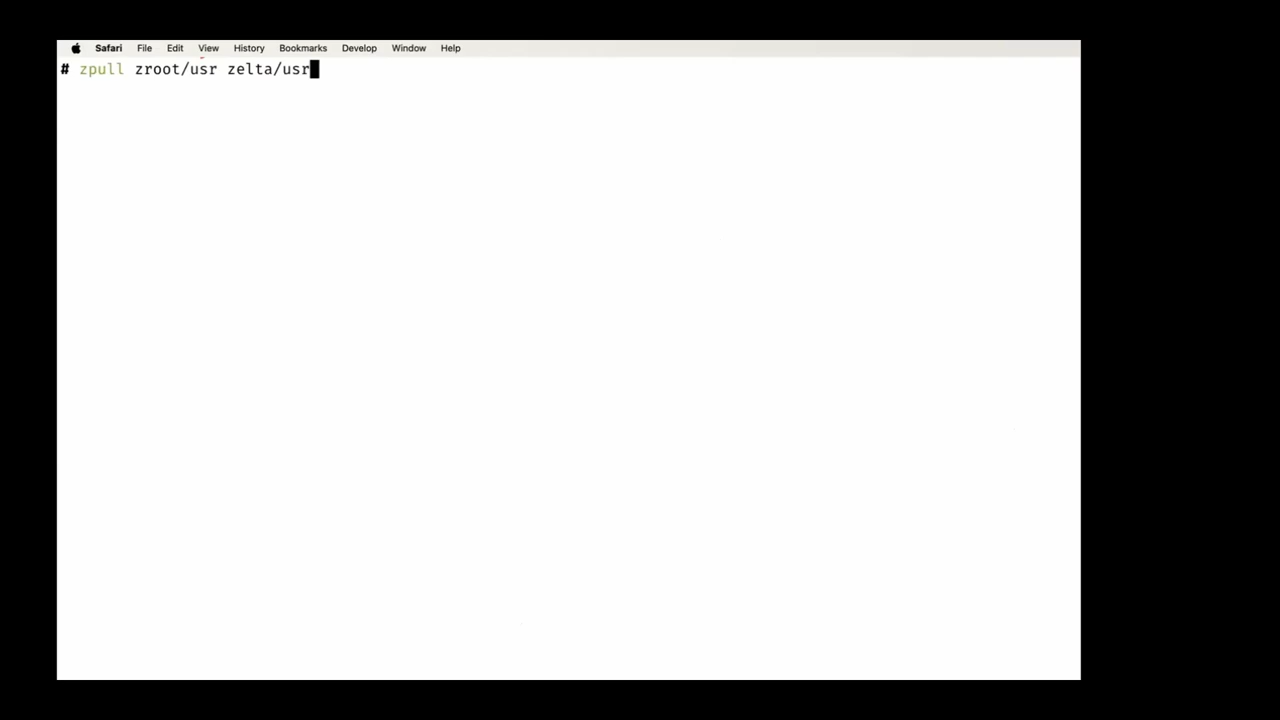 Safari File Edit View History Bookmarks Develop Window Help
# zpull zroot/usr zelta/usr